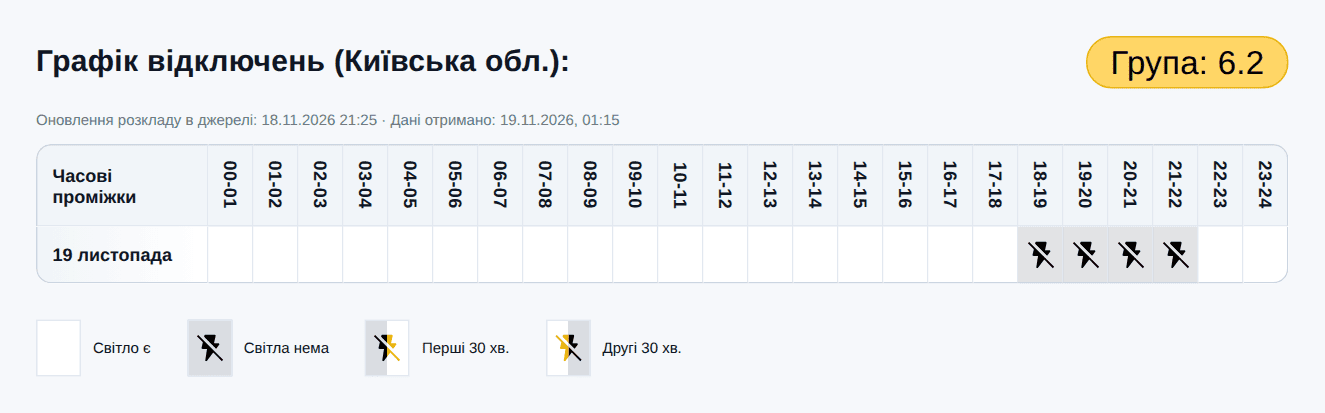 Графік відключень (Київська обл.):
Група: 6.2
Оновлення розкладу в джерелі: 18.11.2026 21:25 · Дані отримано: 19.11.2026, 01:15
Часові проміжки 00-01 01-02 02-03 03-04 04-05 05-06 06-07 07-08 08-09 09-10 10-11 11-12 12-13 13-14 14-15 15-16 16-17 17-18 18-19 19-20 20-21 21-22 22-23 23-24
19 листопада
Світло є Світла нема Перші 30 хв. Другі 30 хв.